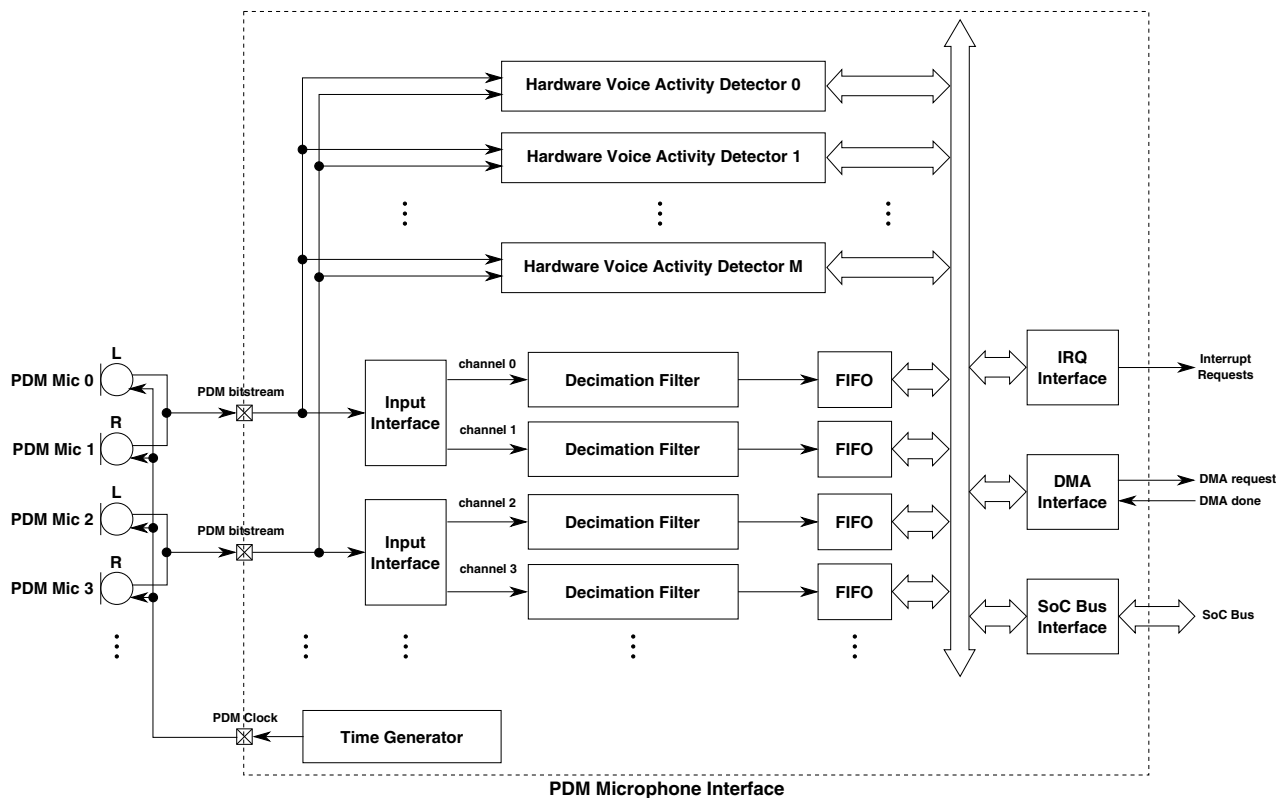 Hardware Voice Activity Detector 0
Hardware Voice Activity Detector 1
Hardware Voice Activity Detector M
L
PDM Mic 0
R
PDM Mic 1
L
PDM Mic 2
R
PDM Mic 3
PDM bitstream
PDM bitstream
PDM Clock
Input
Interface
Input
Interface
channel 0
channel 1
channel 2
channel 3
Decimation Filter
Decimation Filter
Decimation Filter
Decimation Filter
FIFO
FIFO
FIFO
FIFO
IRQ
Interface
Interrupt
Requests
DMA
Interface
DMA request
DMA done
SoC Bus
Interface
SoC Bus
Time Generator
PDM Microphone Interface